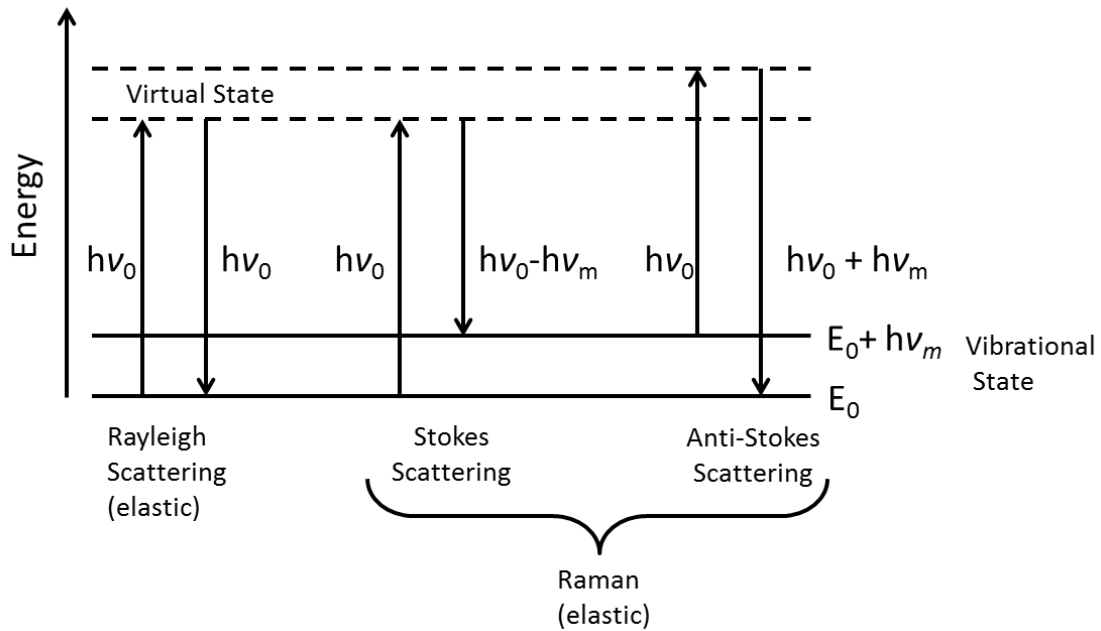 Energy
Virtual State
hν₀
hν₀
hν₀
hν₀-hνₘ
hν₀
hν₀ + hνₘ
E₀+ hνₘ
Vibrational
State
E₀
Rayleigh
Scattering
(elastic)
Stokes
Scattering
Anti-Stokes
Scattering
Raman
(elastic)